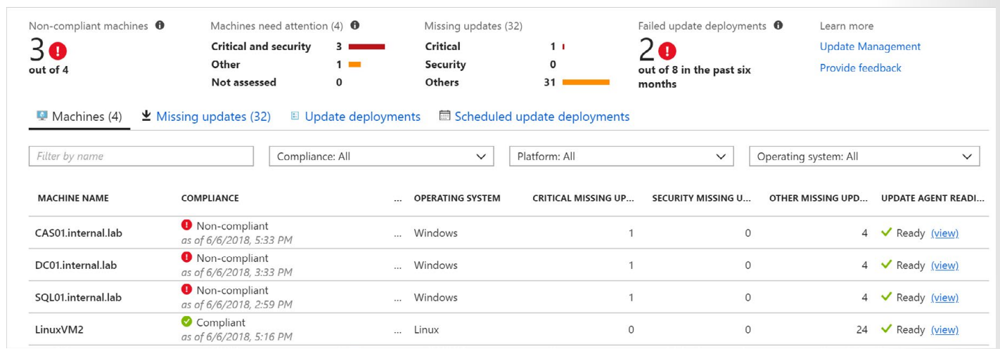 Non-compliant machines
3
out of 4
Machines need attention (4)
Critical and security 3
Other 1
Not assessed 0
Missing updates (32)
Critical 1
Security 0
Others 31
Failed update deployments
2
out of 8 in the past six
months
Learn more
Update Management
Provide feedback
Machines (4) Missing updates (32) Update deployments Scheduled update deployments
Filter by name Compliance: All Platform: All Operating system: All
MACHINE NAME COMPLIANCE ... OPERATING SYSTEM CRITICAL MISSING UP... SECURITY MISSING U... OTHER MISSING UPD... UPDATE AGENT READI...
CAS01.internal.lab Non-compliant ... Windows 1 0 4 Ready (view)
as of 6/6/2018, 5:33 PM
DC01.internal.lab Non-compliant ... Windows 1 0 4 Ready (view)
as of 6/6/2018, 3:33 PM
SQL01.internal.lab Non-compliant ... Windows 1 0 4 Ready (view)
as of 6/6/2018, 2:59 PM
LinuxVM2 Compliant ... Linux 0 0 24 Ready (view)
as of 6/6/2018, 5:16 PM